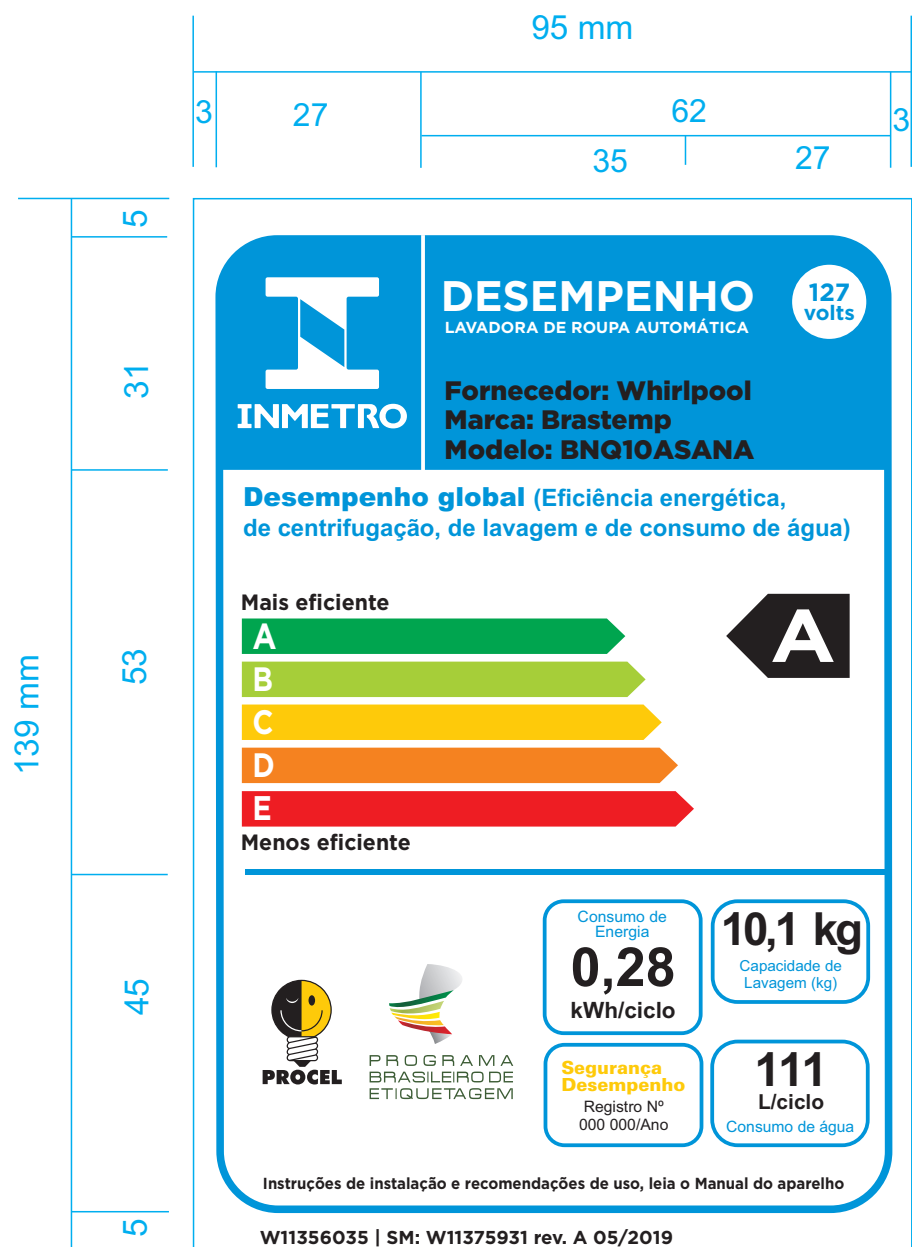 95 mm
3
27
62
3
35
27
5
31
53
139 mm
45
5
INMETRO
DESEMPENHO
LAVADORA DE ROUPA AUTOMÁTICA
127
volts
Fornecedor: Whirlpool
Marca: Brastemp
Modelo: BNQ10ASANA
Desempenho global (Eficiência energética,
de centrifugação, de lavagem e de consumo de água)
Mais eficiente
A
A
B
C
D
E
Menos eficiente
PROCEL
PROGRAMA
BRASILEIRO DE
ETIQUETAGEM
Consumo de
Energia
0,28
kWh/ciclo
10,1 kg
Capacidade de
Lavagem (kg)
Segurança
Desempenho
Registro Nº
000 000/Ano
111
L/ciclo
Consumo de água
Instruções de instalação e recomendações de uso, leia o Manual do aparelho
W11356035 | SM: W11375931 rev. A 05/2019